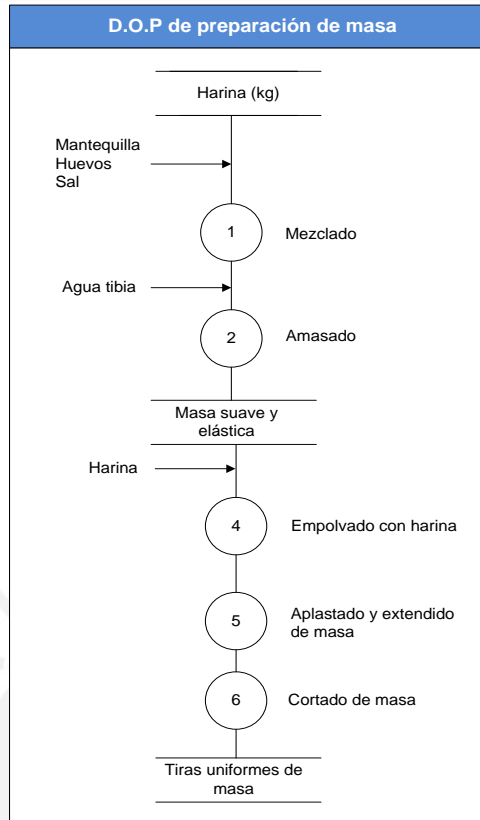 D.O.P de preparación de masa
Harina (kg)
Mantequilla
Huevos
Sal
1
Mezclado
Agua tibia
2
Amasado
Masa suave y
elástica
Harina
4
Empolvado con harina
5
Aplastado y extendido
de masa
6
Cortado de masa
Tiras uniformes de
masa